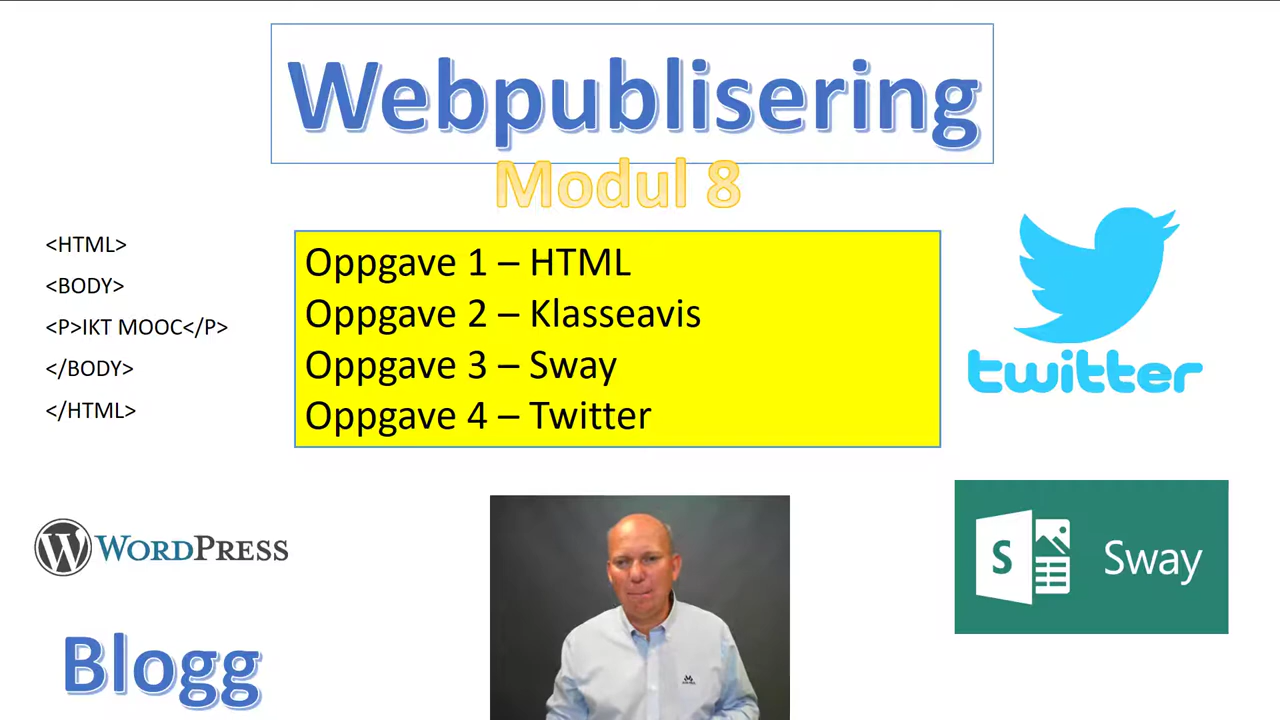 Webpublisering
Modul 8
<HTML>
<BODY>
<P>IKT MOOC</P>
</BODY>
</HTML>
Oppgave 1 – HTML
Oppgave 2 – Klasseavis
Oppgave 3 – Sway
Oppgave 4 – Twitter
twitter
WORDPRESS
Blogg
S Sway